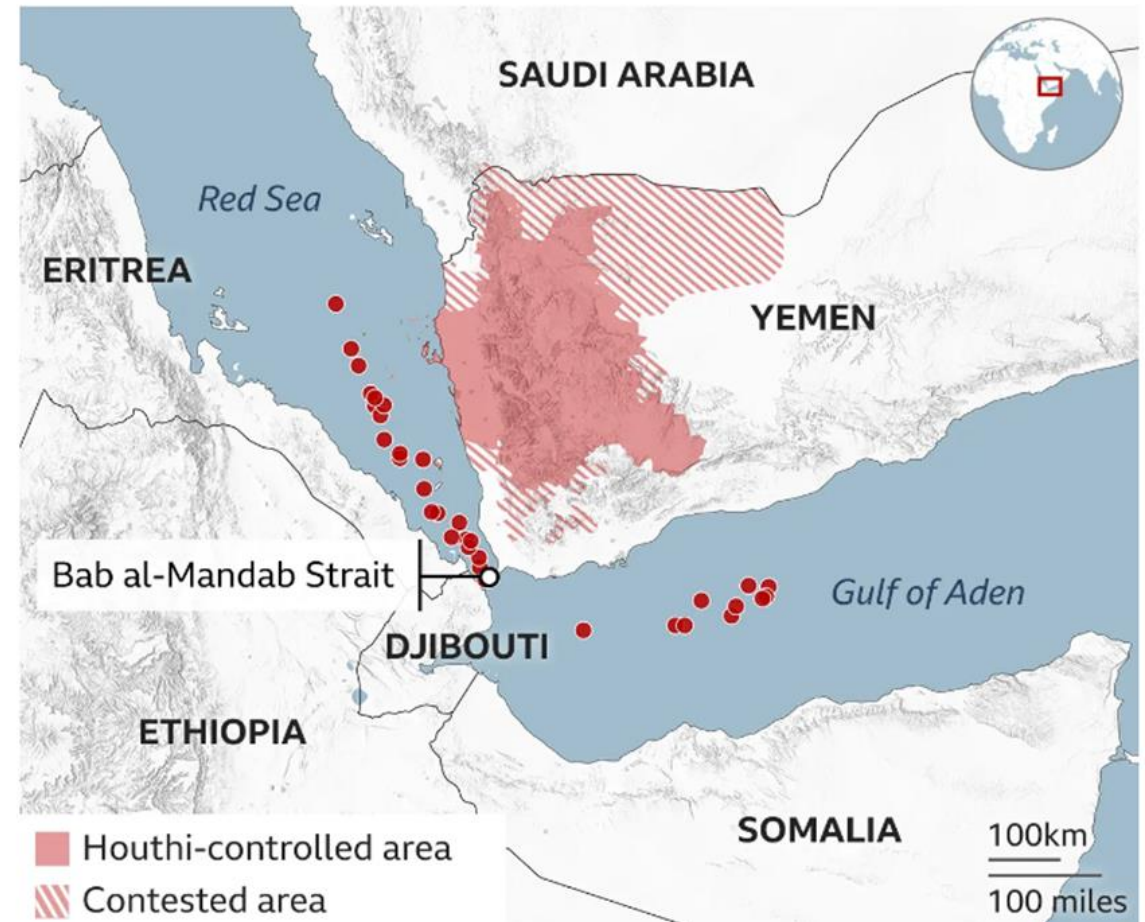 SAUDI ARABIA
Red Sea
ERITREA
YEMEN
Bab al-Mandab Strait
Gulf of Aden
DJIBOUTI
ETHIOPIA
SOMALIA
100km
100 miles
Houthi-controlled area
Contested area